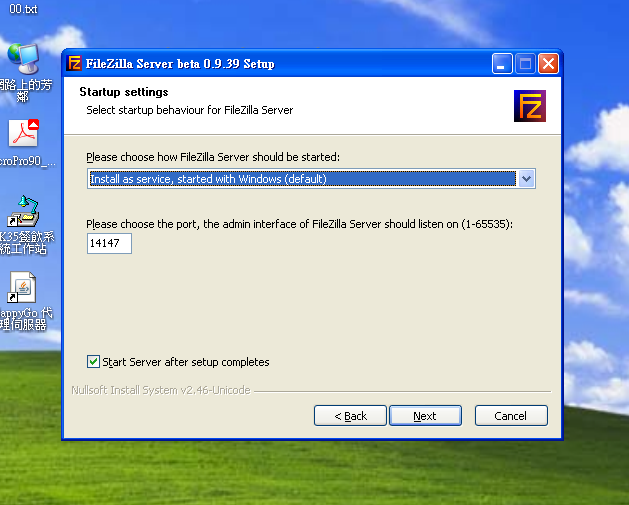 00.txt
FileZilla Server beta 0.9.39 Setup
Startup settings
Select startup behaviour for FileZilla Server
網路上的芳
鄰
Please choose how FileZilla Server should be started:
croPro90_...
Install as service, started with Windows (default)
K35餐飲系
統工作站
Please choose the port, the admin interface of FileZilla Server should listen on (1-65535):
14147
appyGo 代
理伺服器
Start Server after setup completes
Nullsoft Install System v2.46-Unicode
< Back
Next
Cancel